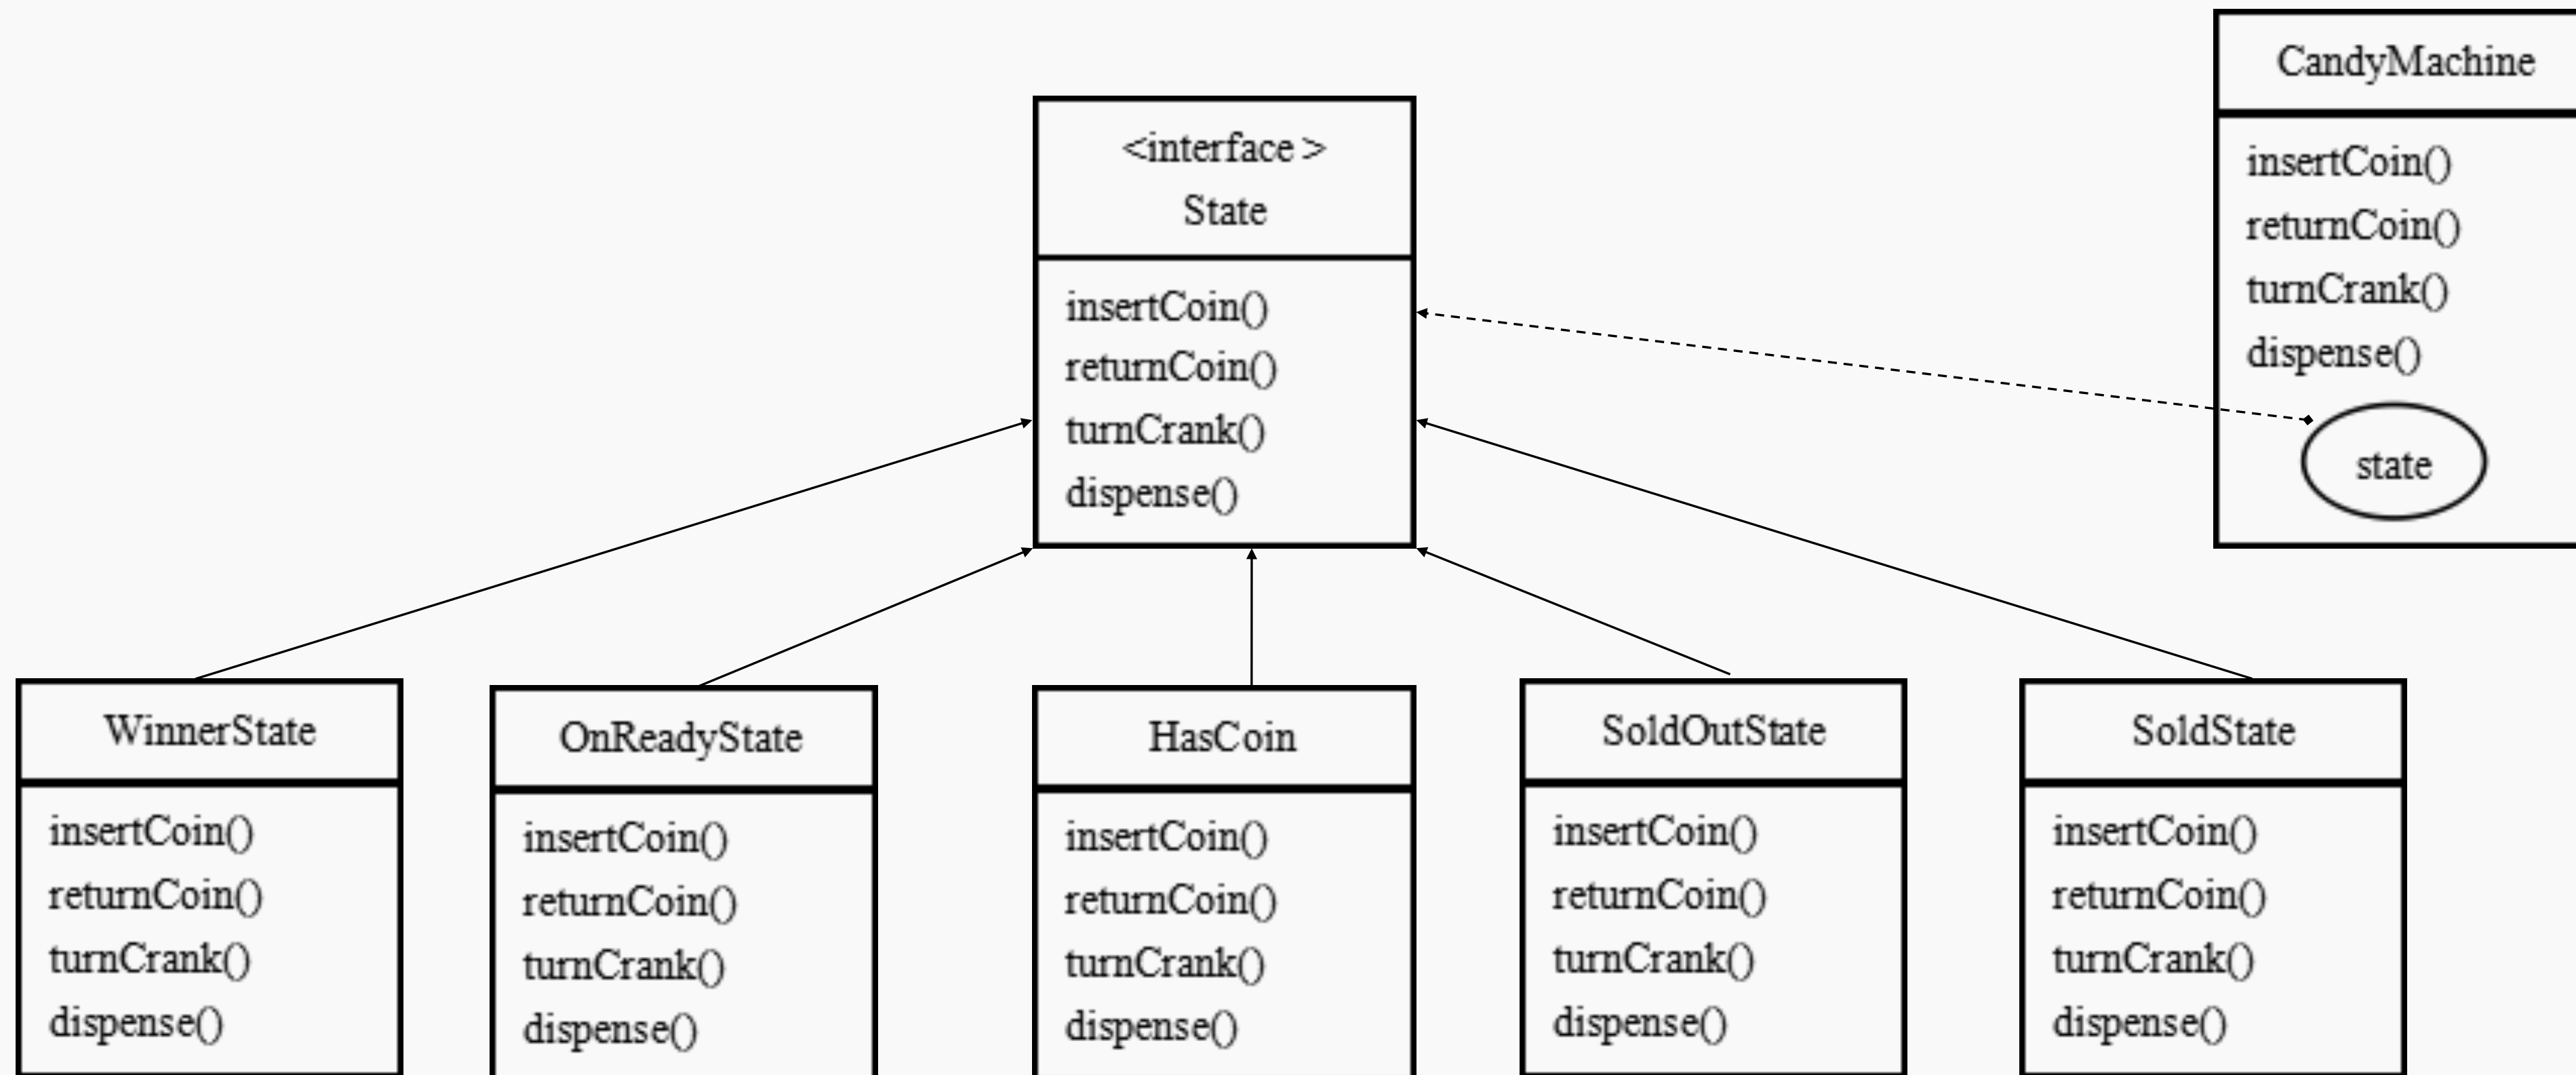 CandyMachine
insertCoin()
returnCoin()
turnCrank()
dispense()
state
<interface >
State
insertCoin()
returnCoin()
turnCrank()
dispense()
WinnerState
insertCoin()
returnCoin()
turnCrank()
dispense()
OnReadyState
insertCoin()
returnCoin()
turnCrank()
dispense()
HasCoin
insertCoin()
returnCoin()
turnCrank()
dispense()
SoldOutState
insertCoin()
returnCoin()
turnCrank()
dispense()
SoldState
insertCoin()
returnCoin()
turnCrank()
dispense()